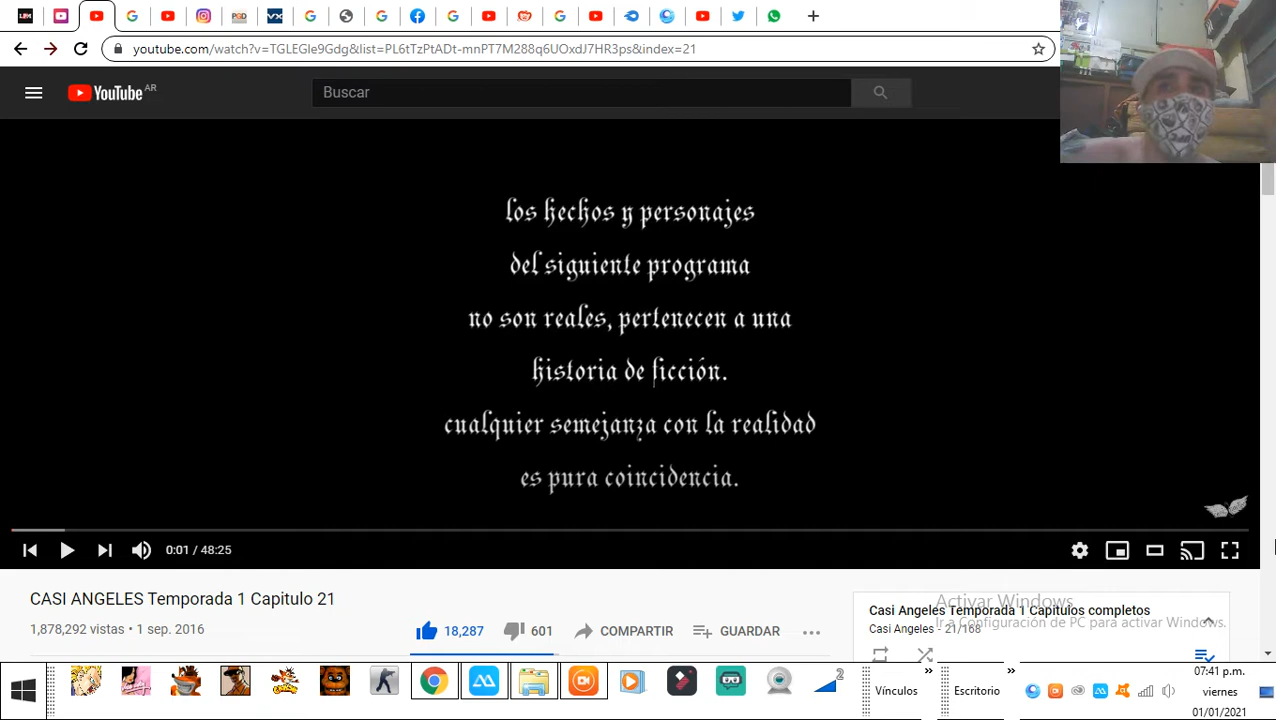 youtube.com/watch?v=TGLEGIe9Gdg&list=PL6tTzPtADt-mnPT7M288q6UOxdJ7HR3ps&index=21
YouTube AR
Buscar
los hechos y personajes
del siguiente programa
no son reales, pertenecen a una
historia de ficción.
cualquier semejanza con la realidad
es pura coincidencia.
0:01 / 48:25
CASI ANGELES Temporada 1 Capitulo 21
1,878,292 vistas • 1 sep. 2016
18,287
601
COMPARTIR
GUARDAR
Casi Angeles Temporada 1 Capítulos completos
Casi Angeles - 21/168
Activar Windows
Ir a Configuración de PC para activar Windows.
2
Vínculos
Escritorio
07:41 p.m.
viernes
01/01/2021